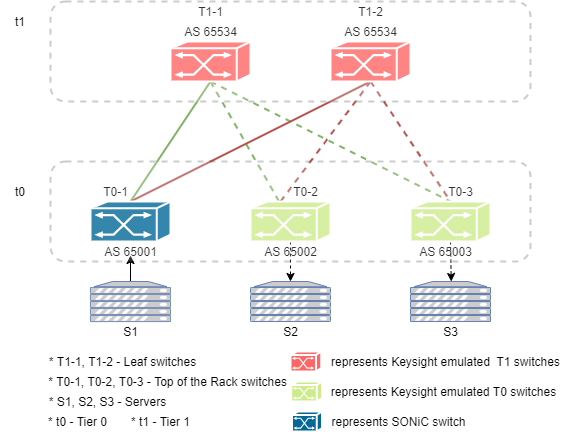 T1-1 T1-2
t1
AS 65534 AS 65534
t0
T0-1 T0-2 T0-3
AS 65001 AS 65002 AS 65003
S1 S2 S3
* T1-1, T1-2 - Leaf switches
* T0-1, T0-2, T0-3 - Top of the Rack switches
* S1, S2, S3 - Servers
* t0 - Tier 0 * t1 - Tier 1
represents Keysight emulated T1 switches
represents Keysight emulated T0 switches
represents SONiC switch